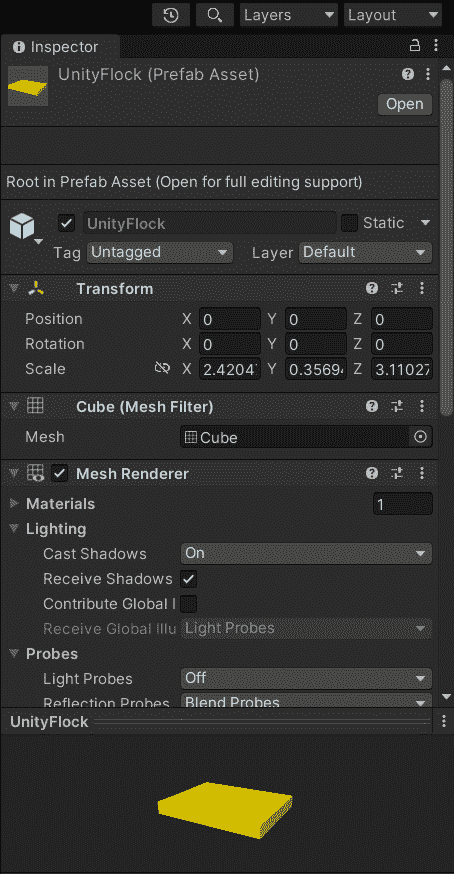 Layers Layout
Inspector
UnityFlock (Prefab Asset)
Open
Root in Prefab Asset (Open for full editing support)
UnityFlock Static
Tag Untagged Layer Default
Transform
Position X 0 Y 0 Z 0
Rotation X 0 Y 0 Z 0
Scale X 2.4204 Y 0.3569 Z 3.11027
Cube (Mesh Filter)
Mesh Cube
Mesh Renderer
Materials 1
Lighting
Cast Shadows On
Receive Shadows
Contribute Global I
Receive Global Illu Light Probes
Probes
Light Probes Off
Reflection Probes Blend Probes
UnityFlock